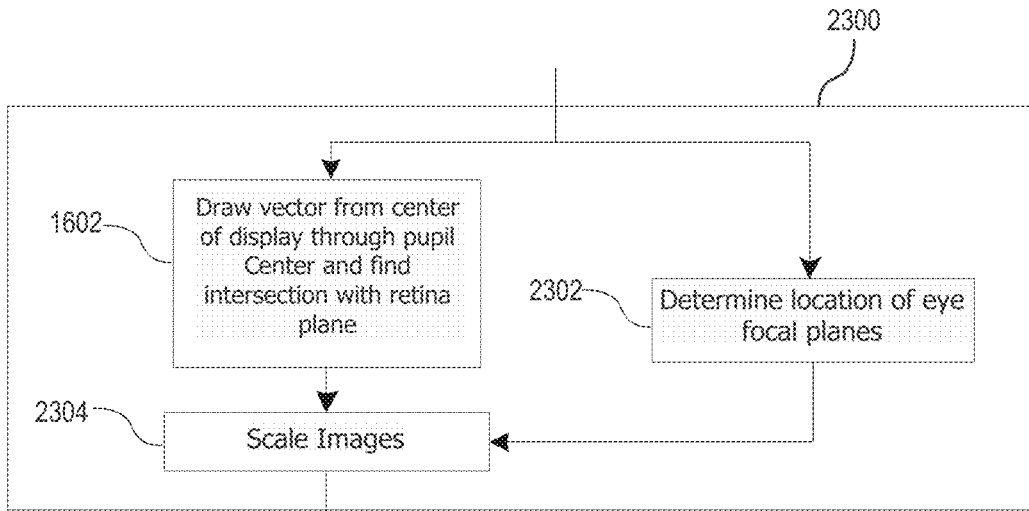 2300
1602
Draw vector from center
of display through pupil
Center and find
intersection with retina
plane
2302
Determine location of eye
focal planes
2304
Scale Images